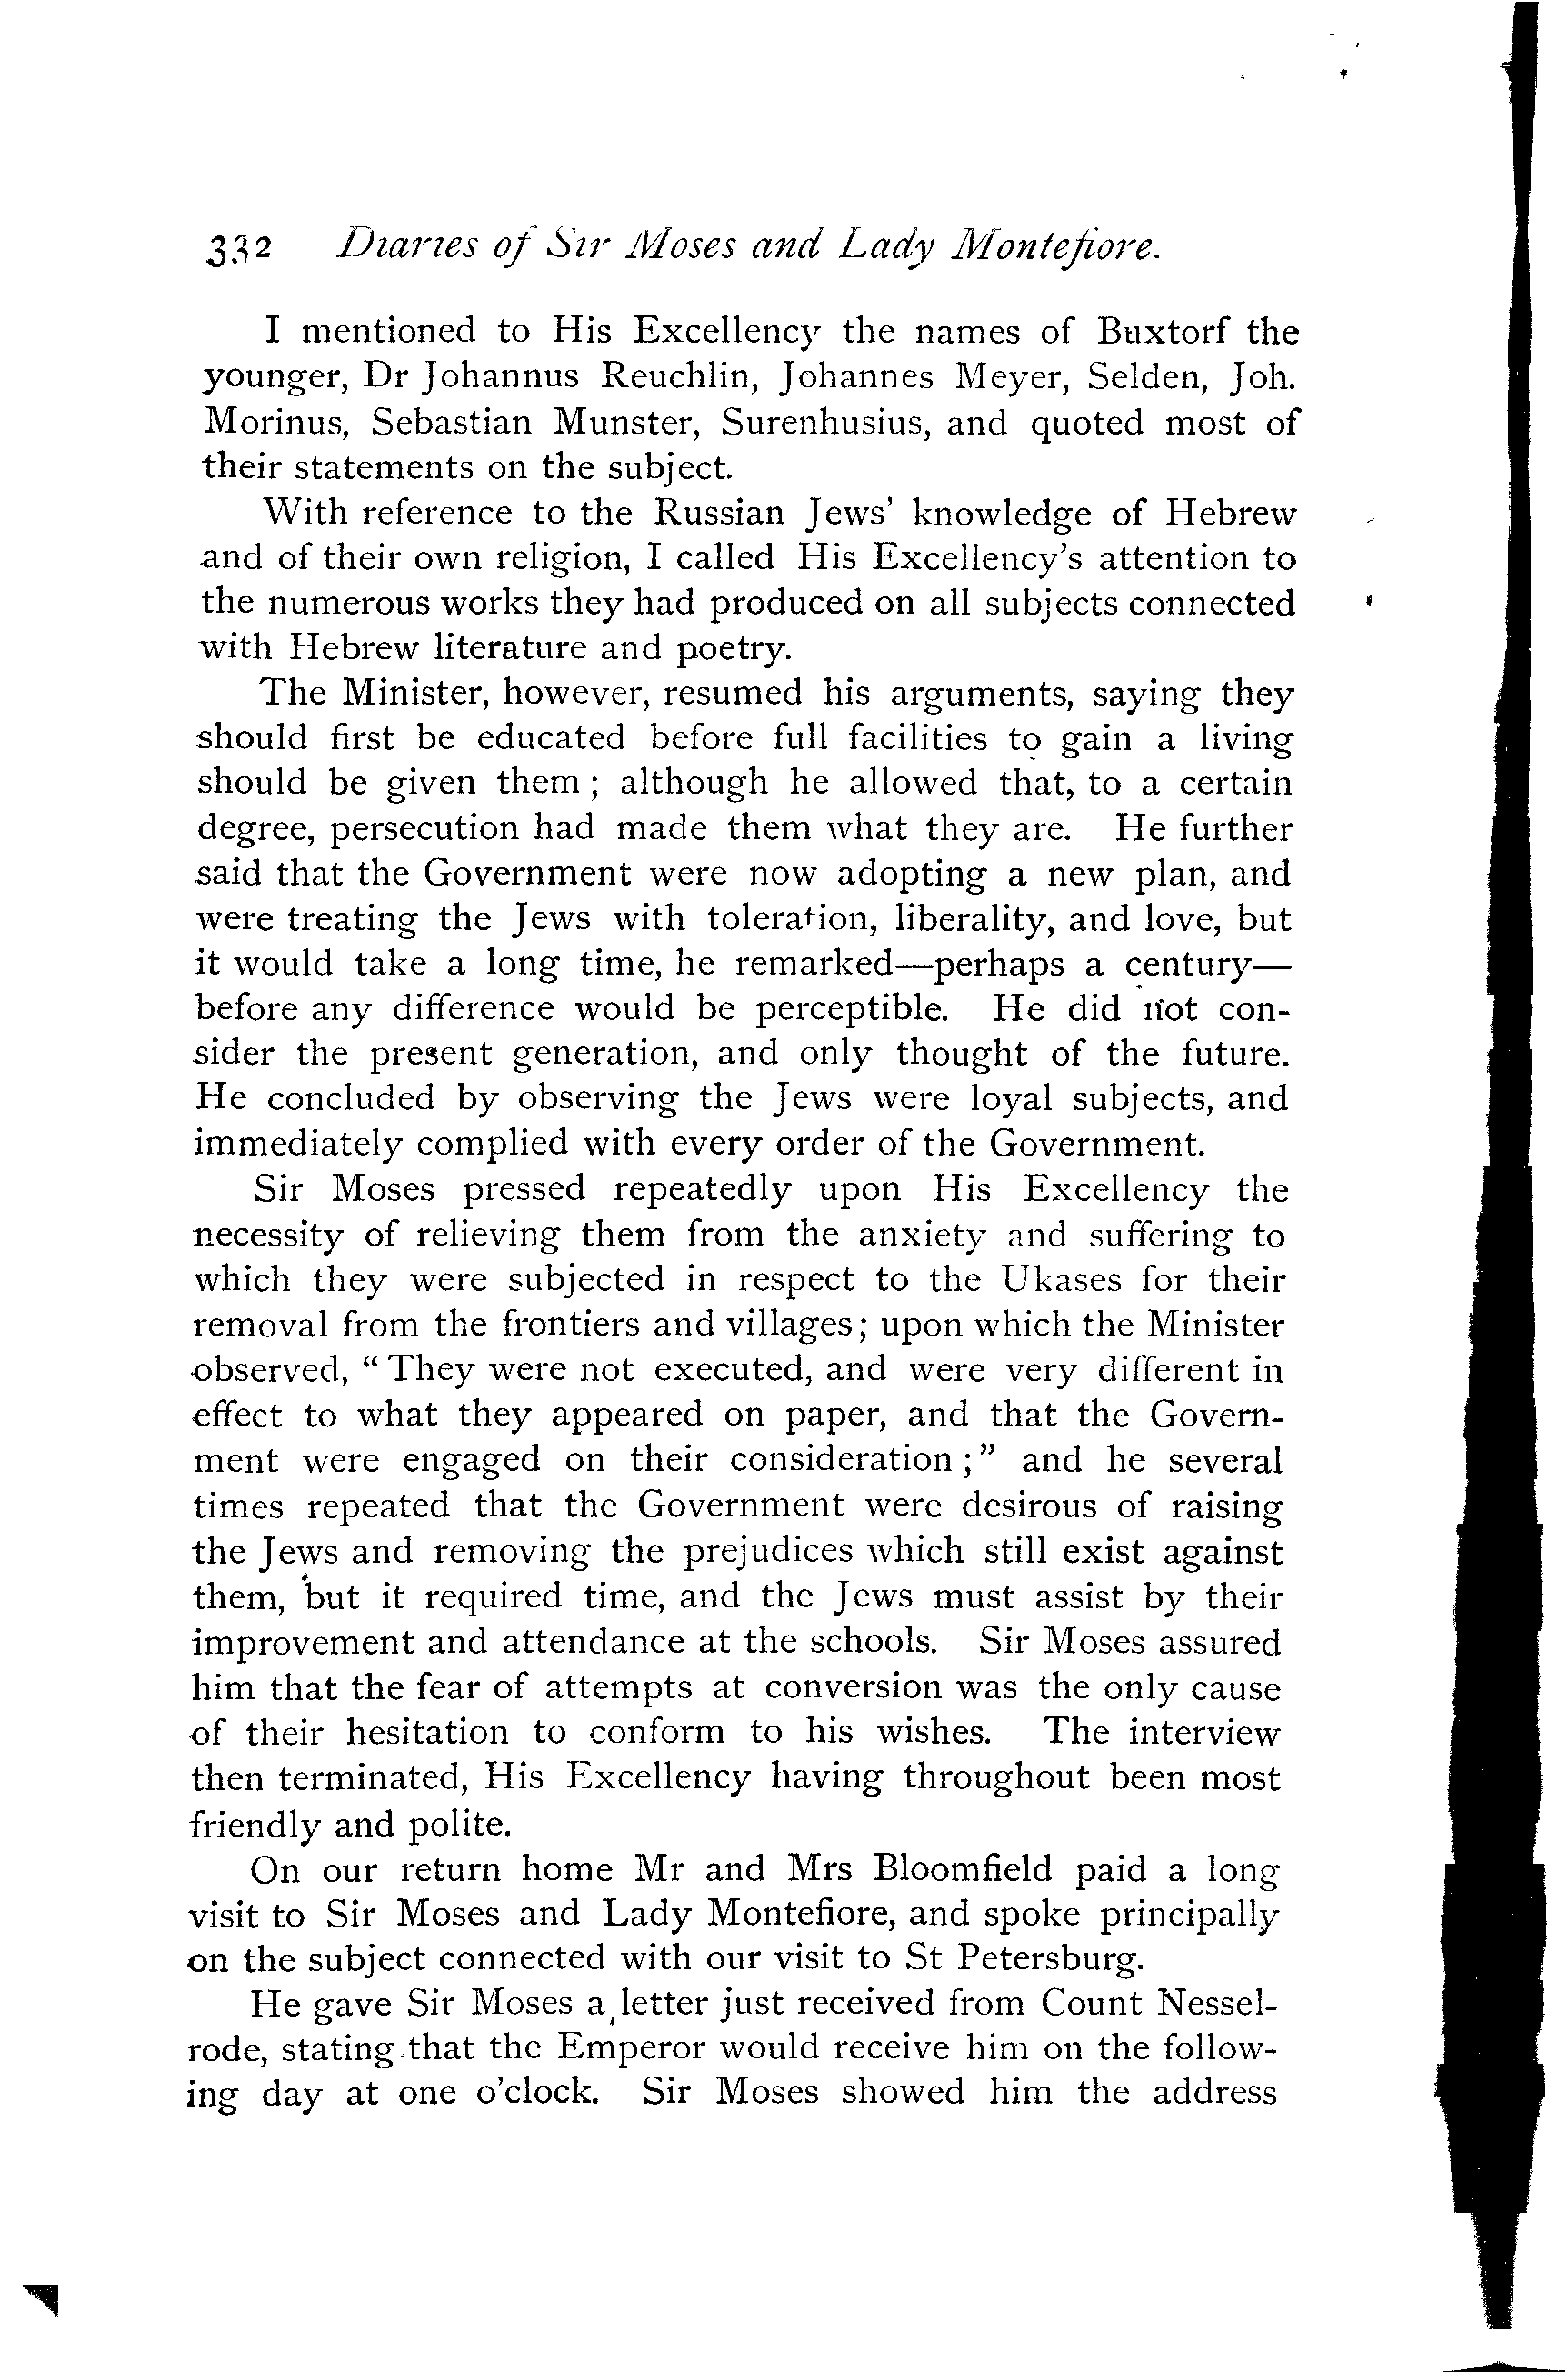 332 Diaries of Sir Moses and Lady Montefiore.
I mentioned to His Excellency the names of Buxtorf the
younger, Dr Johannus Reuchlin, Johannes Meyer, Selden, Joh.
Morinus, Sebastian Munster, Surenhusius, and quoted most of
their statements on the subject.
With reference to the Russian Jews' knowledge of Hebrew
and of their own religion, I called His Excellency's attention to
the numerous works they had produced on all subjects connected
with Hebrew literature and poetry.
The Minister, however, resumed his arguments, saying they
should first be educated before full facilities to gain a living
should be given them ; although he allowed that, to a certain
degree, persecution had made them what they are. He further
said that the Government were now adopting a new plan, and
were treating the Jews with toleration, liberality, and love, but
it would take a long time, he remarked—perhaps a century—
before any difference would be perceptible. He did not con-
sider the present generation, and only thought of the future.
He concluded by observing the Jews were loyal subjects, and
immediately complied with every order of the Government.
Sir Moses pressed repeatedly upon His Excellency the
necessity of relieving them from the anxiety and suffering to
which they were subjected in respect to the Ukases for their
removal from the frontiers and villages; upon which the Minister
observed, “ They were not executed, and were very different in
effect to what they appeared on paper, and that the Govern-
ment were engaged on their consideration ;” and he several
times repeated that the Government were desirous of raising
the Jews and removing the prejudices which still exist against
them, but it required time, and the Jews must assist by their
improvement and attendance at the schools. Sir Moses assured
him that the fear of attempts at conversion was the only cause
of their hesitation to conform to his wishes. The interview
then terminated, His Excellency having throughout been most
friendly and polite.
On our return home Mr and Mrs Bloomfield paid a long
visit to Sir Moses and Lady Montefiore, and spoke principally
on the subject connected with our visit to St Petersburg.
He gave Sir Moses a letter just received from Count Nessel-
rode, stating that the Emperor would receive him on the follow-
ing day at one o'clock. Sir Moses showed him the address